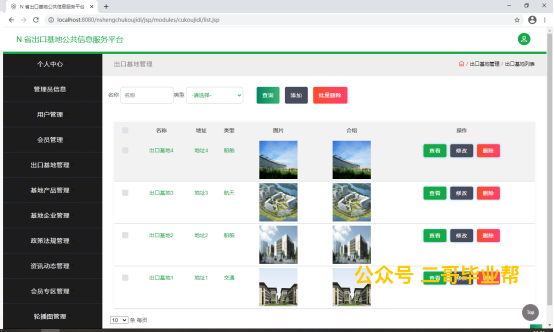 N 省出口基地公共信息服务平台
localhost:8080/nshengchukoujidi/jsp/modules/cukoujidi/list.jsp
N 省出口基地公共信息服务平台
个人中心
管理员信息
用户管理
会员管理
出口基地管理
基地产品管理
基地企业管理
政策法规管理
资讯动态管理
会员专区管理
轮播图管理
出口基地管理
/ 出口基地管理 / 出口基地列表
名称 名称 类型 -请选择- 查询 添加 批量删除
名称 地址 类型 图片 介绍 操作
出口基地4 地址4 船舶 查看 修改 删除
出口基地3 地址3 航天 查看 修改 删除
出口基地2 地址2 船舶 查看 修改 删除
出口基地1 地址1 交通 查看 修改 删除
公众号 二哥毕业帮
10 条 每页
Top